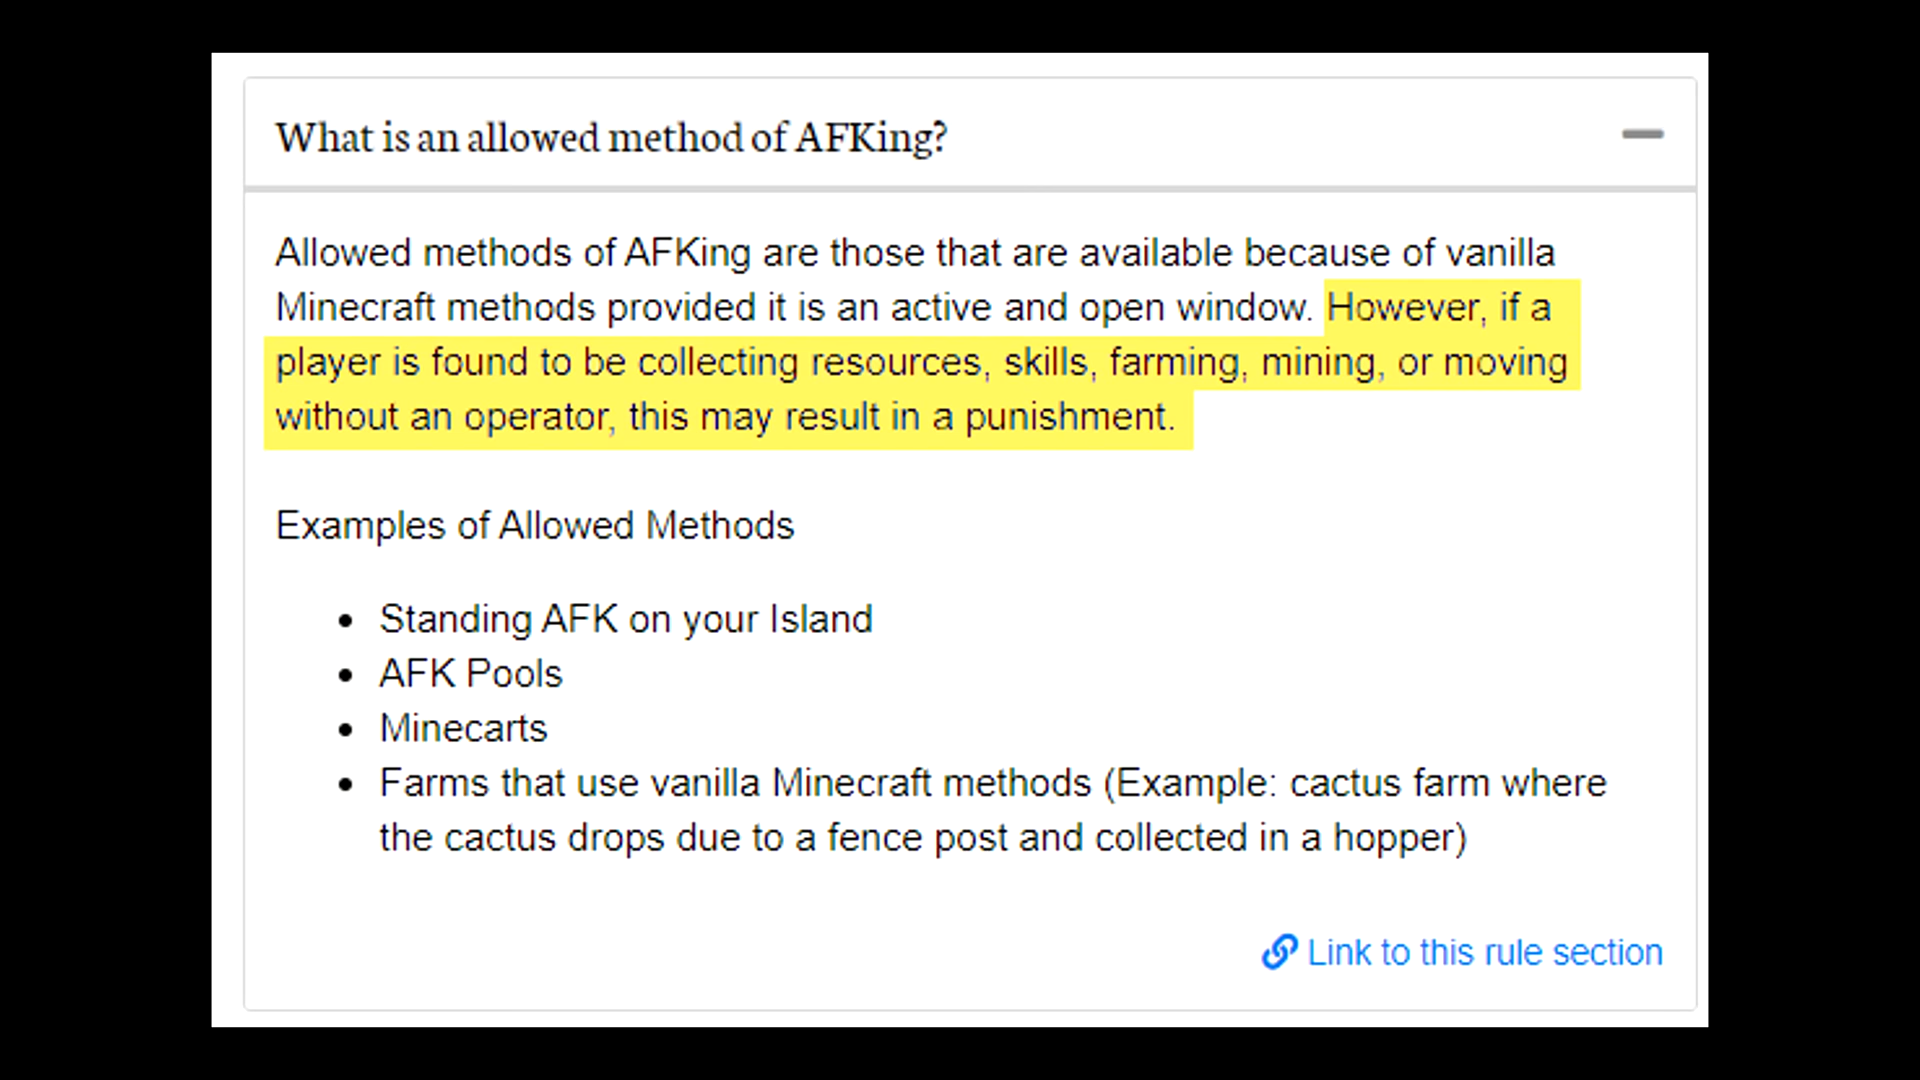 What is an allowed method of AFKing?
Allowed methods of AFKing are those that are available because of vanilla
Minecraft methods provided it is an active and open window. However, if a
player is found to be collecting resources, skills, farming, mining, or moving
without an operator, this may result in a punishment.
Examples of Allowed Methods
• Standing AFK on your Island
• AFK Pools
• Minecarts
• Farms that use vanilla Minecraft methods (Example: cactus farm where
the cactus drops due to a fence post and collected in a hopper)
Link to this rule section